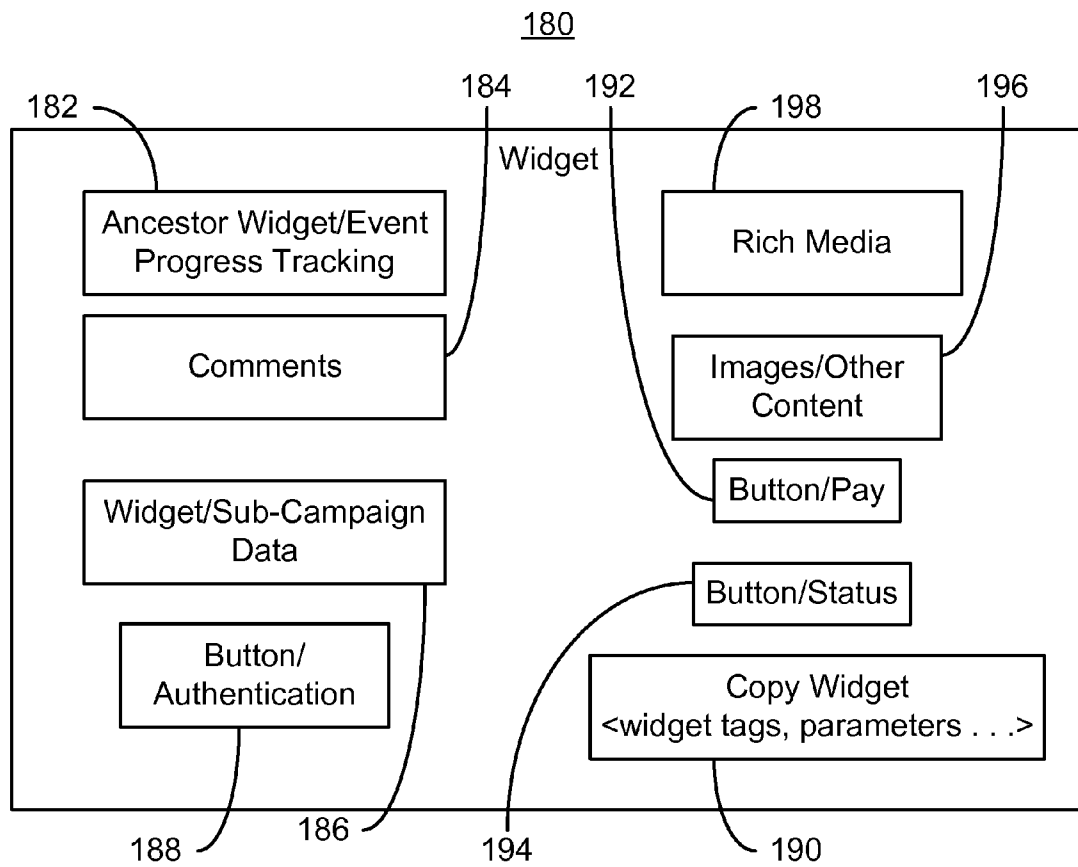 180
184
192
196
182
198
Widget
Ancestor Widget/Event
Progress Tracking
Rich Media
Comments
Images/Other
Content
Button/Pay
Widget/Sub-Campaign
Data
Button/Status
Button/
Authentication
Copy Widget
<widget tags, parameters . . .>
188
186
194
190